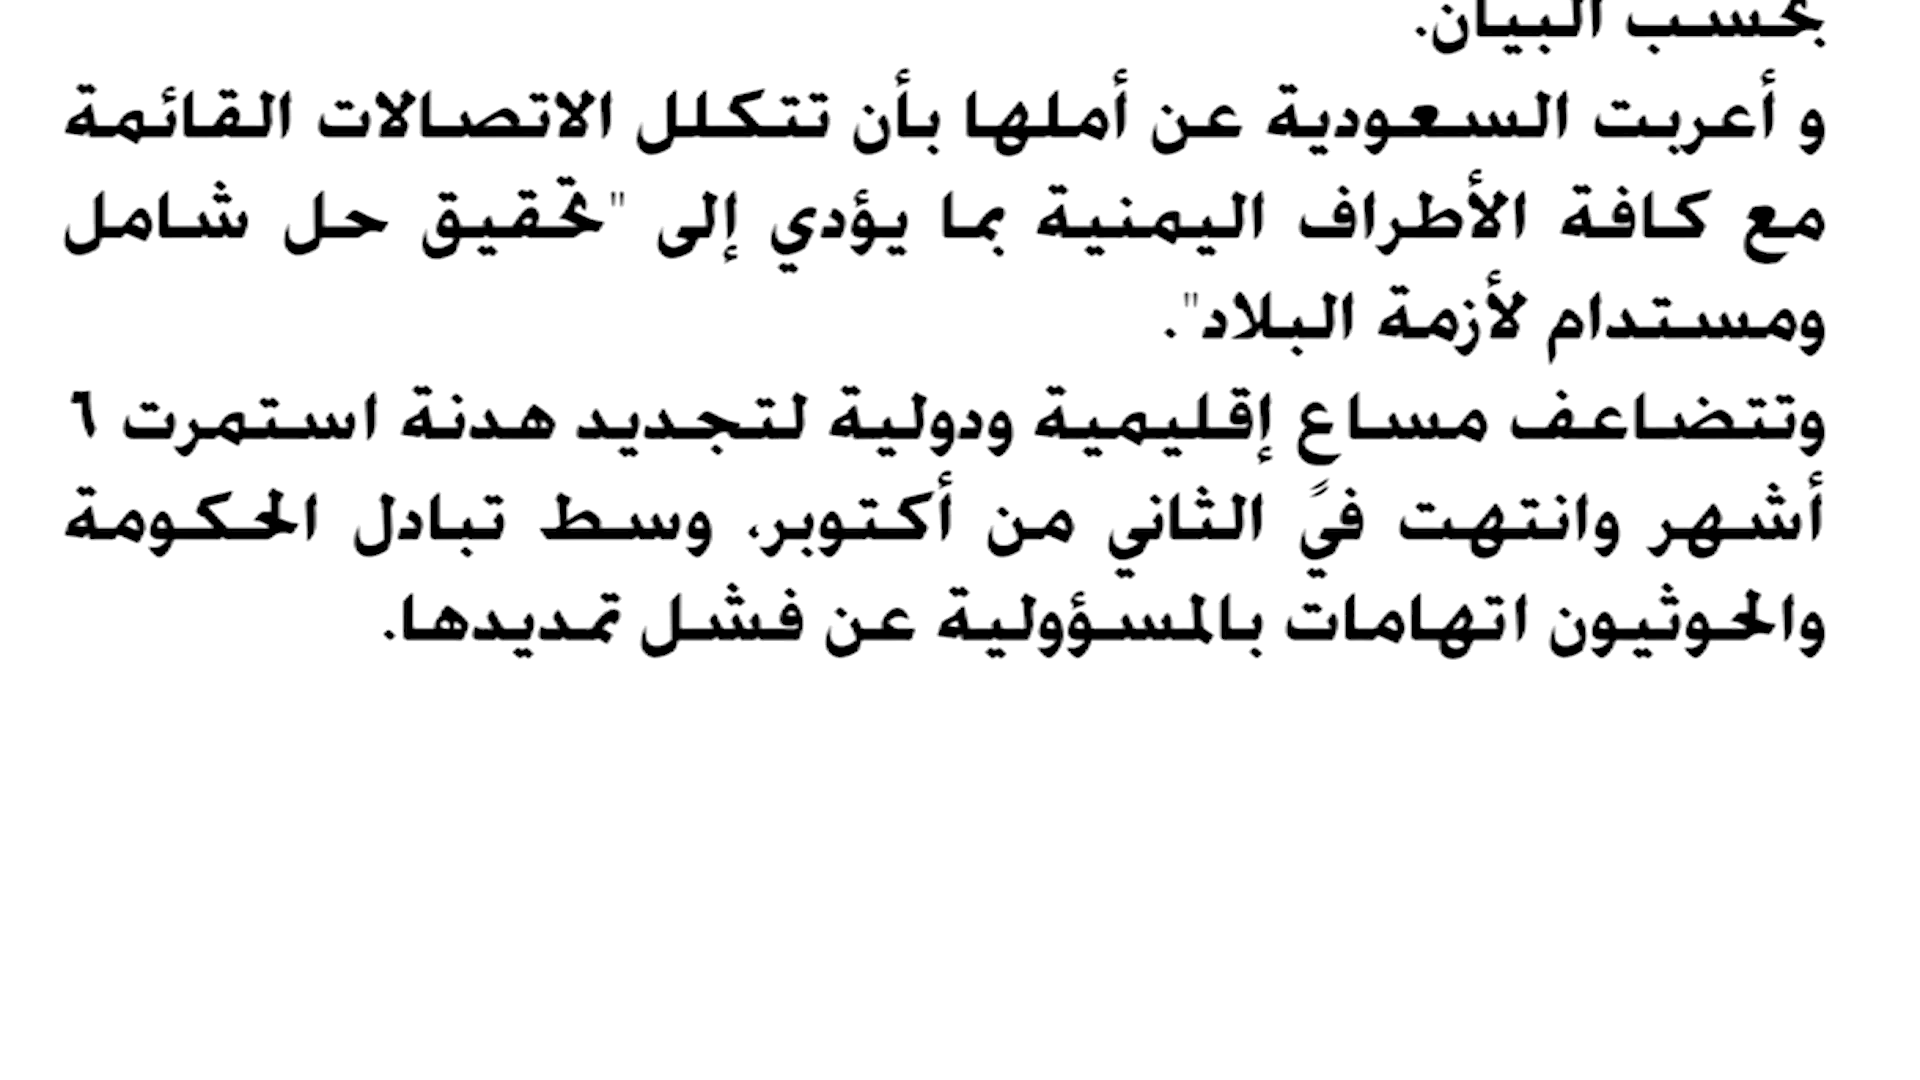 بحسب البيان.
و أعربت السعودية عن أملها بأن تتكلل الاتصالات القائمة
مع كافة الأطراف اليمنية بما يؤدي إلى "تحقيق حل شامل
ومستدام لأزمة البلاد".
وتتضاعف مساعٍ إقليمية ودولية لتجديد هدنة استمرت ٦
أشهر وانتهت فيً الثاني من أكتوبر، وسط تبادل الحكومة
والحوثيون اتهامات بالمسؤولية عن فشل تمديدها.